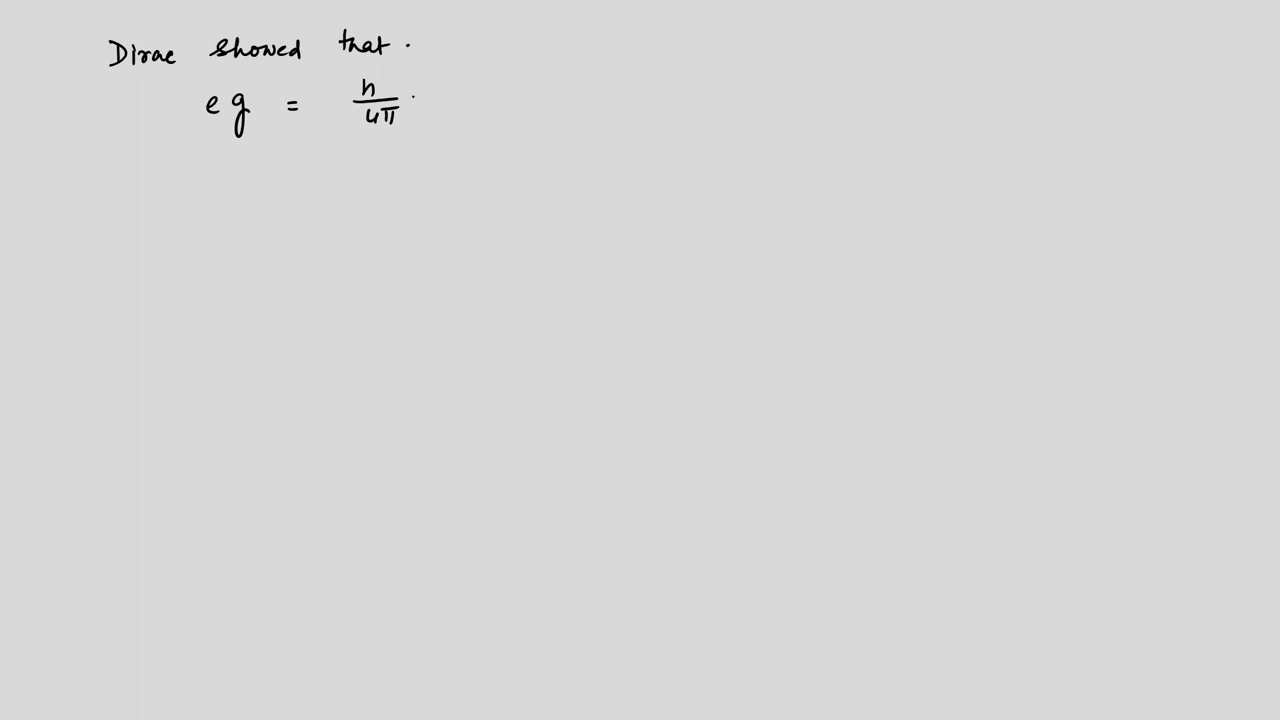 Dirac showed that.
e g = h/4π.